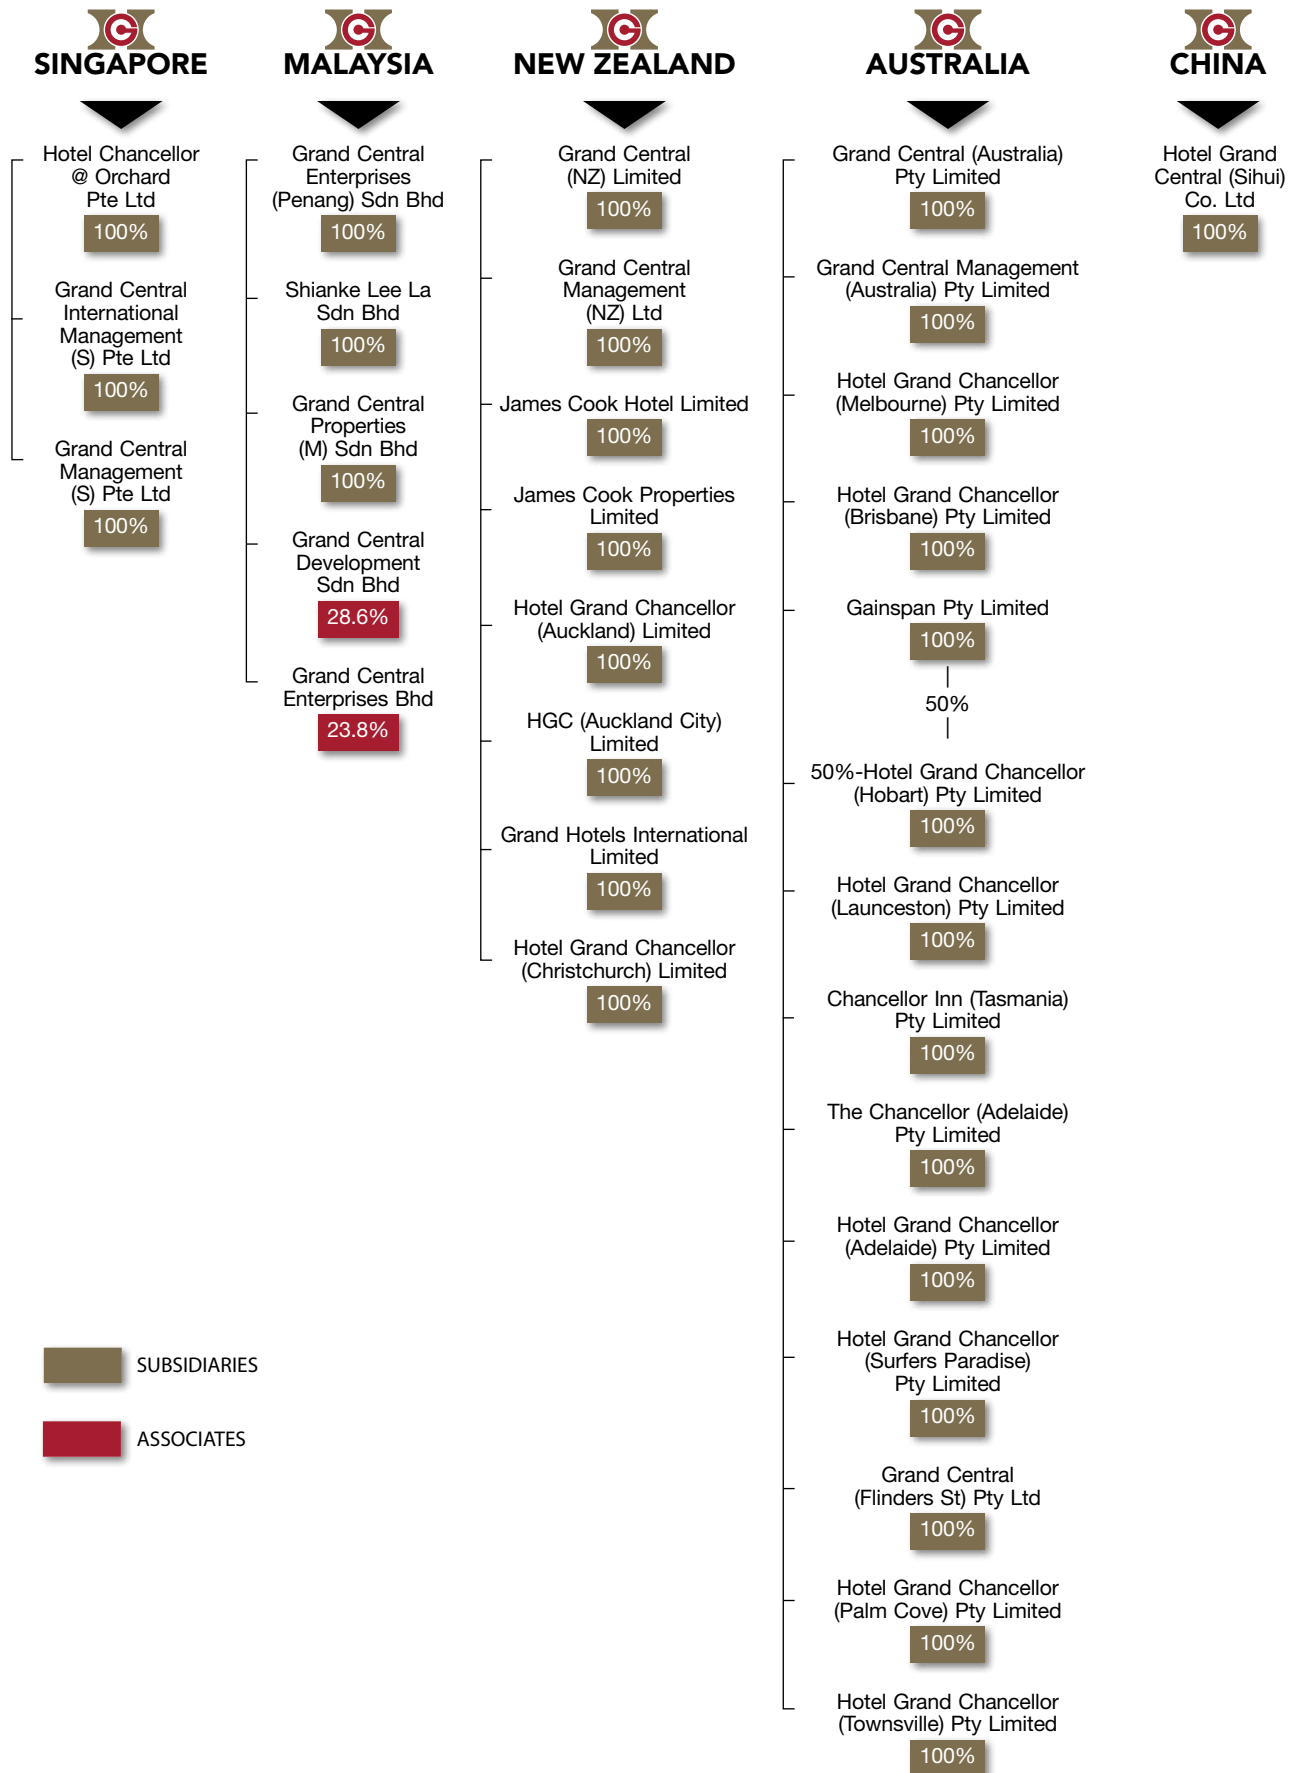 SINGAPORE
Hotel Chancellor
@ Orchard
Pte Ltd
100%
Grand Central
International
Management
(S) Pte Ltd
100%
Grand Central
Management
(S) Pte Ltd
100%
MALAYSIA
Grand Central
Enterprises
(Penang) Sdn Bhd
100%
Shianke Lee La
Sdn Bhd
100%
Grand Central
Properties
(M) Sdn Bhd
100%
Grand Central
Development
Sdn Bhd
28.6%
Grand Central
Enterprises Bhd
23.8%
NEW ZEALAND
Grand Central
(NZ) Limited
100%
Grand Central
Management
(NZ) Ltd
100%
James Cook Hotel Limited
100%
James Cook Properties
Limited
100%
Hotel Grand Chancellor
(Auckland) Limited
100%
HGC (Auckland City)
Limited
100%
Grand Hotels International
Limited
100%
Hotel Grand Chancellor
(Christchurch) Limited
100%
AUSTRALIA
Grand Central (Australia)
Pty Limited
100%
Grand Central Management
(Australia) Pty Limited
100%
Hotel Grand Chancellor
(Melbourne) Pty Limited
100%
Hotel Grand Chancellor
(Brisbane) Pty Limited
100%
Gainspan Pty Limited
100%
50%
50%-Hotel Grand Chancellor
(Hobart) Pty Limited
100%
Hotel Grand Chancellor
(Launceston) Pty Limited
100%
Chancellor Inn (Tasmania)
Pty Limited
100%
The Chancellor (Adelaide)
Pty Limited
100%
Hotel Grand Chancellor
(Adelaide) Pty Limited
100%
Hotel Grand Chancellor
(Surfers Paradise)
Pty Limited
100%
Grand Central
(Flinders St) Pty Ltd
100%
Hotel Grand Chancellor
(Palm Cove) Pty Limited
100%
Hotel Grand Chancellor
(Townsville) Pty Limited
100%
CHINA
Hotel Grand
Central (Sihui)
Co. Ltd
100%
SUBSIDIARIES
ASSOCIATES